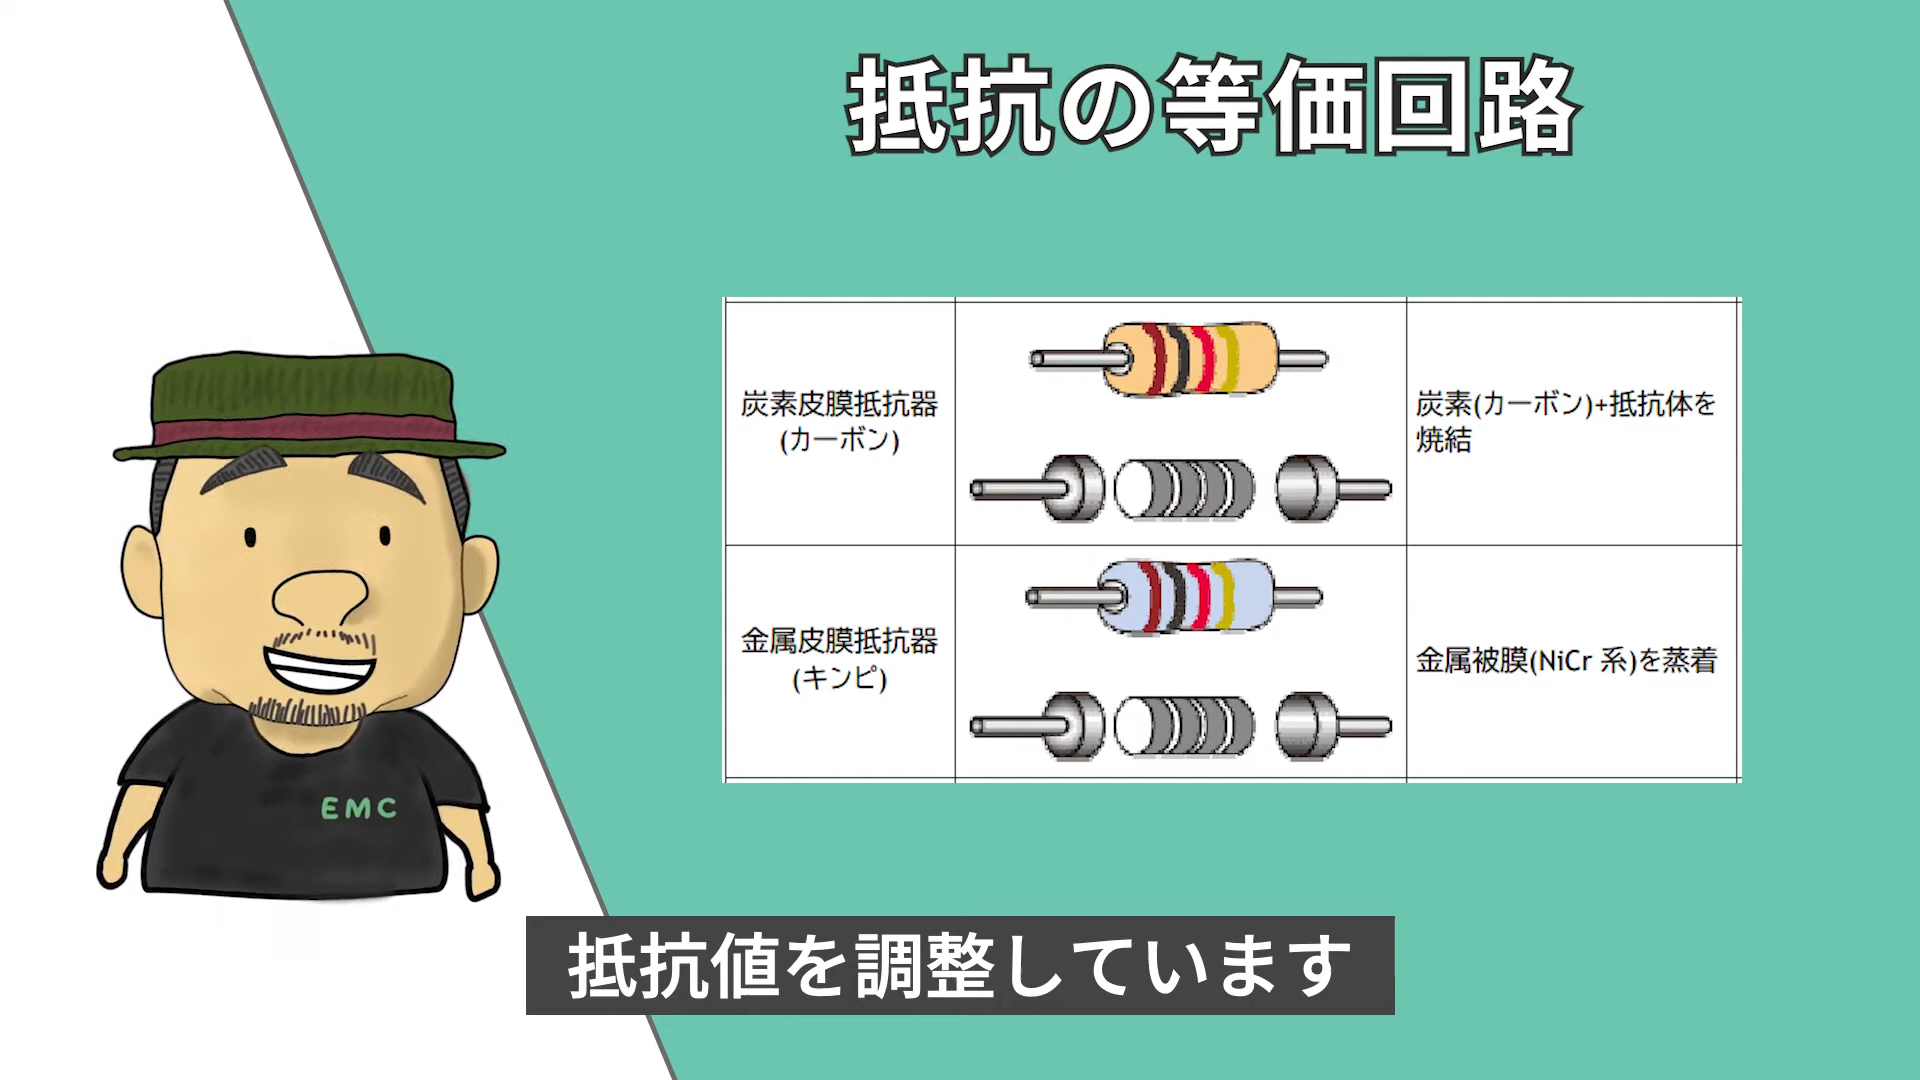 抵抗の等価回路
炭素皮膜抵抗器
(カーボン)
炭素(カーボン)+抵抗体を
焼結
金属皮膜抵抗器
(キンピ)
金属被膜(NiCr 系)を蒸着
EMC
抵抗値を調整しています